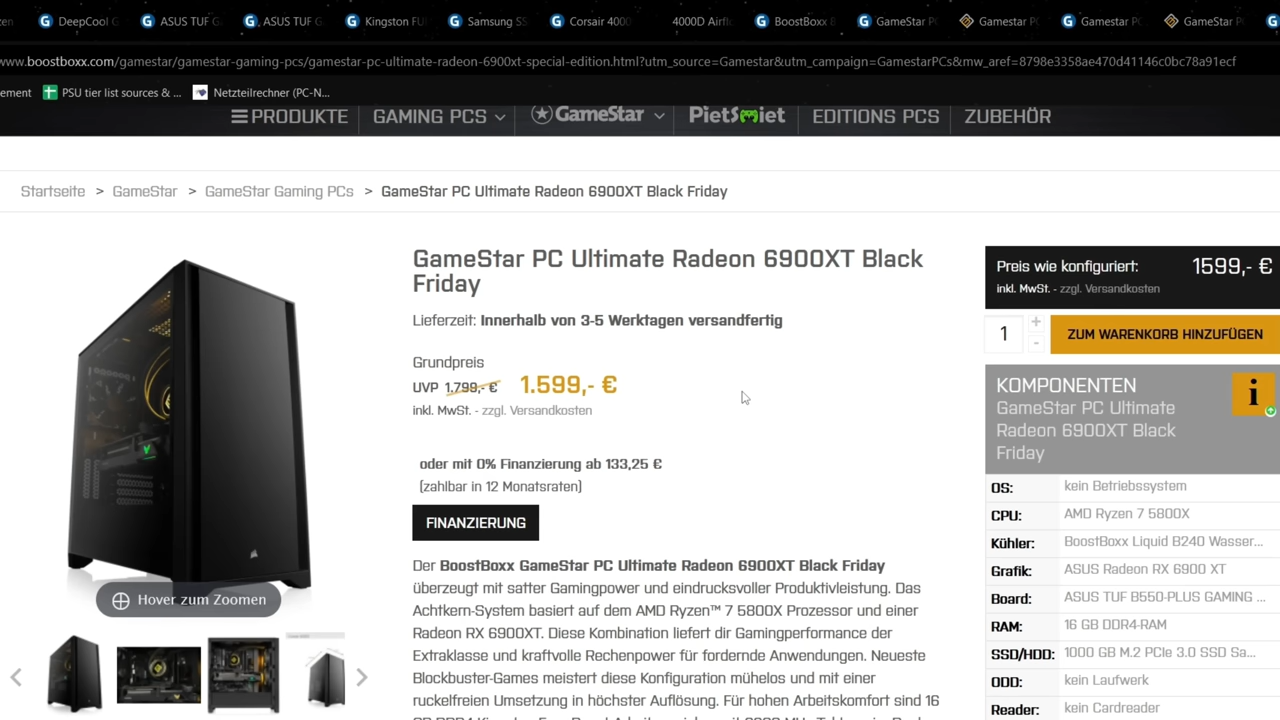 DeepCool G
ASUS TUF G
ASUS TUF G
Kingston FU
Samsung SS
Corsair 4000
4000D Airfl
BoostBoxx B
GameStar PC
Gamestar PC
Gamestar PC
GameStar P
www.boostboxx.com/gamestar/gamestar-gaming-pcs/gamestar-pc-ultimate-radeon-6900xt-special-edition.html?utm_source=Gamestar&utm_campaign=GamestarPCs&mw_aref=8798e3358ae470d41146c0bc78a91ecf
ement PSU tier list sources & ... Netzteilrechner (PC-N...
PRODUKTE GAMING PCS GameStar PietSmiet EDITIONS PCS ZUBEHÖR
Startseite > GameStar > GameStar Gaming PCs > GameStar PC Ultimate Radeon 6900XT Black Friday
GameStar PC Ultimate Radeon 6900XT Black
Friday
Lieferzeit: Innerhalb von 3-5 Werktagen versandfertig
Grundpreis
UVP 1.799,- € 1.599,- €
inkl. MwSt. - zzgl. Versandkosten
oder mit 0% Finanzierung ab 133,25 €
(zahlbar in 12 Monatsraten)
FINANZIERUNG
Der BoostBoxx GameStar PC Ultimate Radeon 6900XT Black Friday
überzeugt mit satter Gamingpower und eindrucksvoller Produktivleistung. Das
Achtkern-System basiert auf dem AMD Ryzen™ 7 5800X Prozessor und einer
Radeon RX 6900XT. Diese Kombination liefert dir Gamingperformance der
Extraklasse und kraftvolle Rechenpower für fordernde Anwendungen. Neueste
Blockbuster-Games meistert diese Konfiguration mühelos und mit einer
ruckelfreien Umsetzung in höchster Auflösung. Für hohen Arbeitskomfort sind 16
Hover zum Zoomen
Preis wie konfiguriert: 1599,- €
inkl. MwSt. - zzgl. Versandkosten
1 + - ZUM WARENKORB HINZUFÜGEN
KOMPONENTEN
GameStar PC Ultimate
Radeon 6900XT Black
Friday
i
OS: kein Betriebssystem
CPU: AMD Ryzen 7 5800X
Kühler: BoostBoxx Liquid B240 Wasser...
Grafik: ASUS Radeon RX 6900 XT
Board: ASUS TUF B550-PLUS GAMING ...
RAM: 16 GB DDR4-RAM
SSD/HDD: 1000 GB M.2 PCIe 3.0 SSD Sa...
ODD: kein Laufwerk
Reader: kein Cardreader